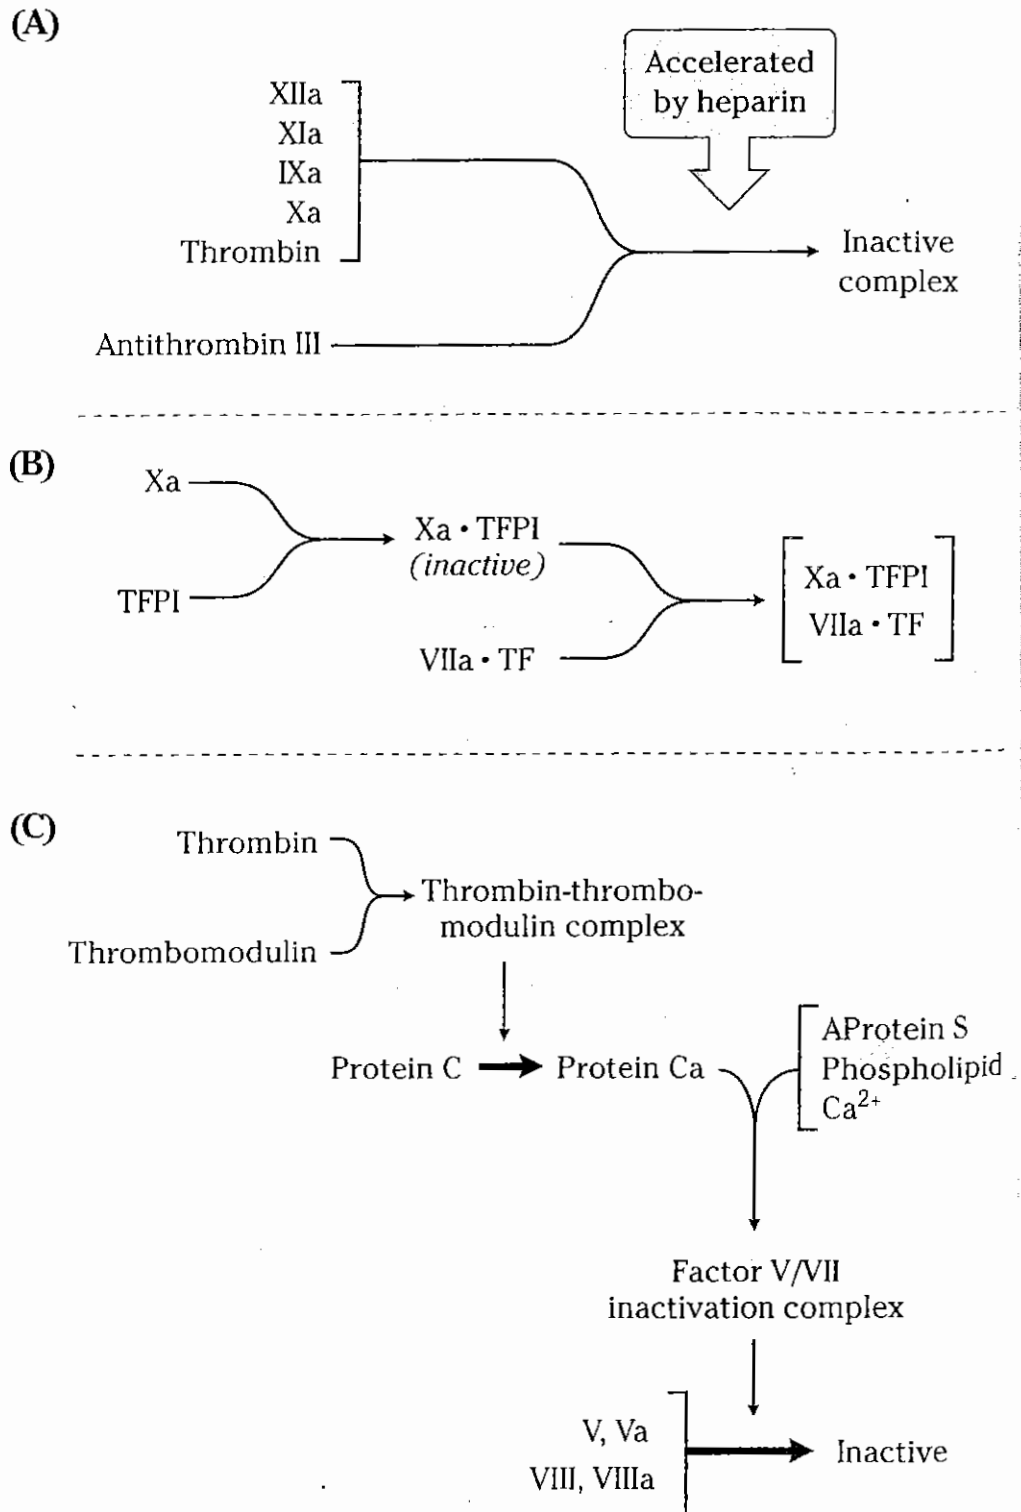 (A)
XIIa
XIa
IXa
Xa
Thrombin
Antithrombin III
Accelerated
by heparin
Inactive
complex
(B)
Xa
TFPI
Xa • TFPI
(inactive)
VIIa • TF
Xa • TFPI
VIIa • TF
(C)
Thrombin
Thrombomodulin
Thrombin-thrombo-
modulin complex
Protein C
Protein Ca
AProtein S
Phospholipid
Ca²⁺
Factor V/VII
inactivation complex
V, Va
VIII, VIIIa
Inactive